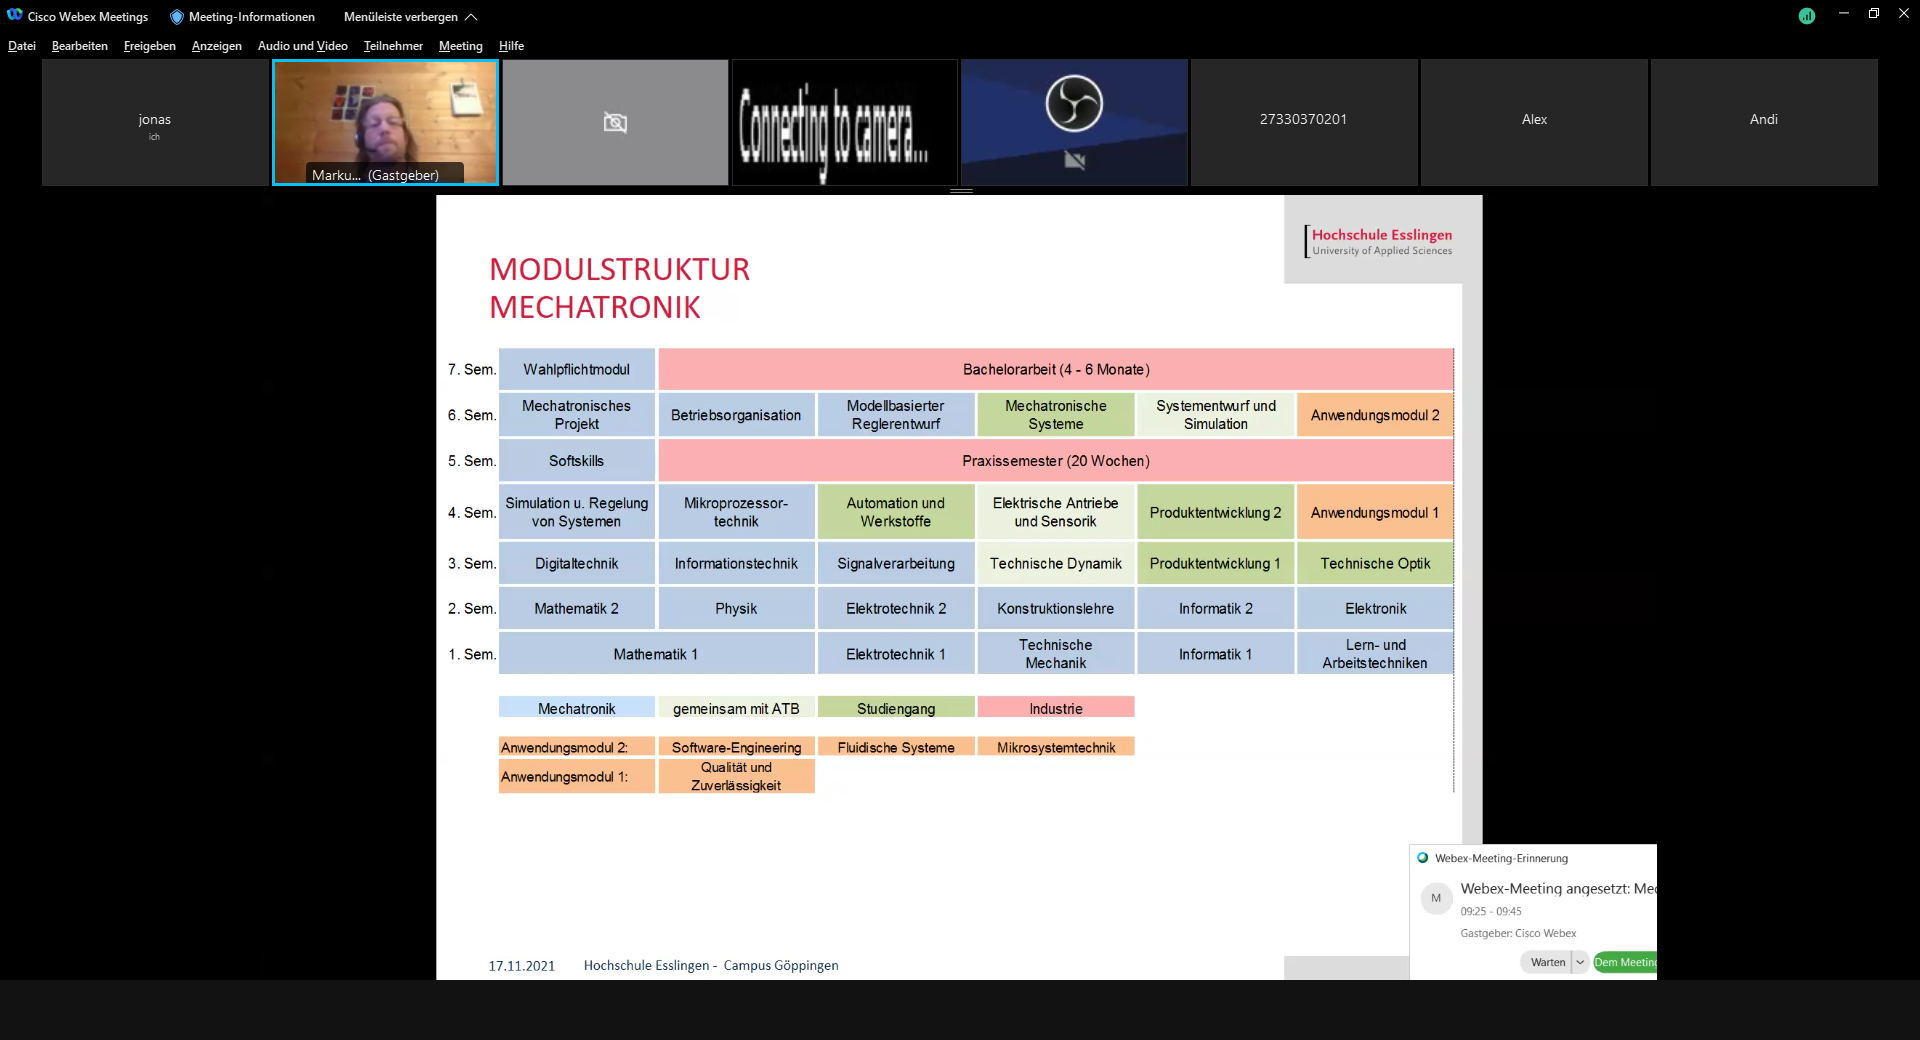 Cisco Webex Meetings
Meeting-Informationen
Menüleiste verbergen
Datei Bearbeiten Freigeben Anzeigen Audio und Video Teilnehmer Meeting Hilfe
jonas
ich
Marku... (Gastgeber)
Connecting to camera...
27330370201
Alex
Andi
Hochschule Esslingen
University of Applied Sciences
MODULSTRUKTUR
MECHATRONIK
7. Sem.
Wahlpflichtmodul
Bachelorarbeit (4 - 6 Monate)
6. Sem.
Mechatronisches
Projekt
Betriebsorganisation
Modellbasierter
Reglerentwurf
Mechatronische
Systeme
Systementwurf und
Simulation
Anwendungsmodul 2
5. Sem.
Softskills
Praxissemester (20 Wochen)
4. Sem.
Simulation u. Regelung
von Systemen
Mikroprozessor-
technik
Automation und
Werkstoffe
Elektrische Antriebe
und Sensorik
Produktentwicklung 2
Anwendungsmodul 1
3. Sem.
Digitaltechnik
Informationstechnik
Signalverarbeitung
Technische Dynamik
Produktentwicklung 1
Technische Optik
2. Sem.
Mathematik 2
Physik
Elektrotechnik 2
Konstruktionslehre
Informatik 2
Elektronik
1. Sem.
Mathematik 1
Elektrotechnik 1
Technische
Mechanik
Informatik 1
Lern- und
Arbeitstechniken
Mechatronik
gemeinsam mit ATB
Studiengang
Industrie
Anwendungsmodul 2:
Software-Engineering
Fluidische Systeme
Mikrosystemtechnik
Anwendungsmodul 1:
Qualität und
Zuverlässigkeit
Webex-Meeting-Erinnerung
M
Webex-Meeting angesetzt: Mec
09:25 - 09:45
Gastgeber: Cisco Webex
Warten
Dem Meeting
17.11.2021
Hochschule Esslingen - Campus Göppingen